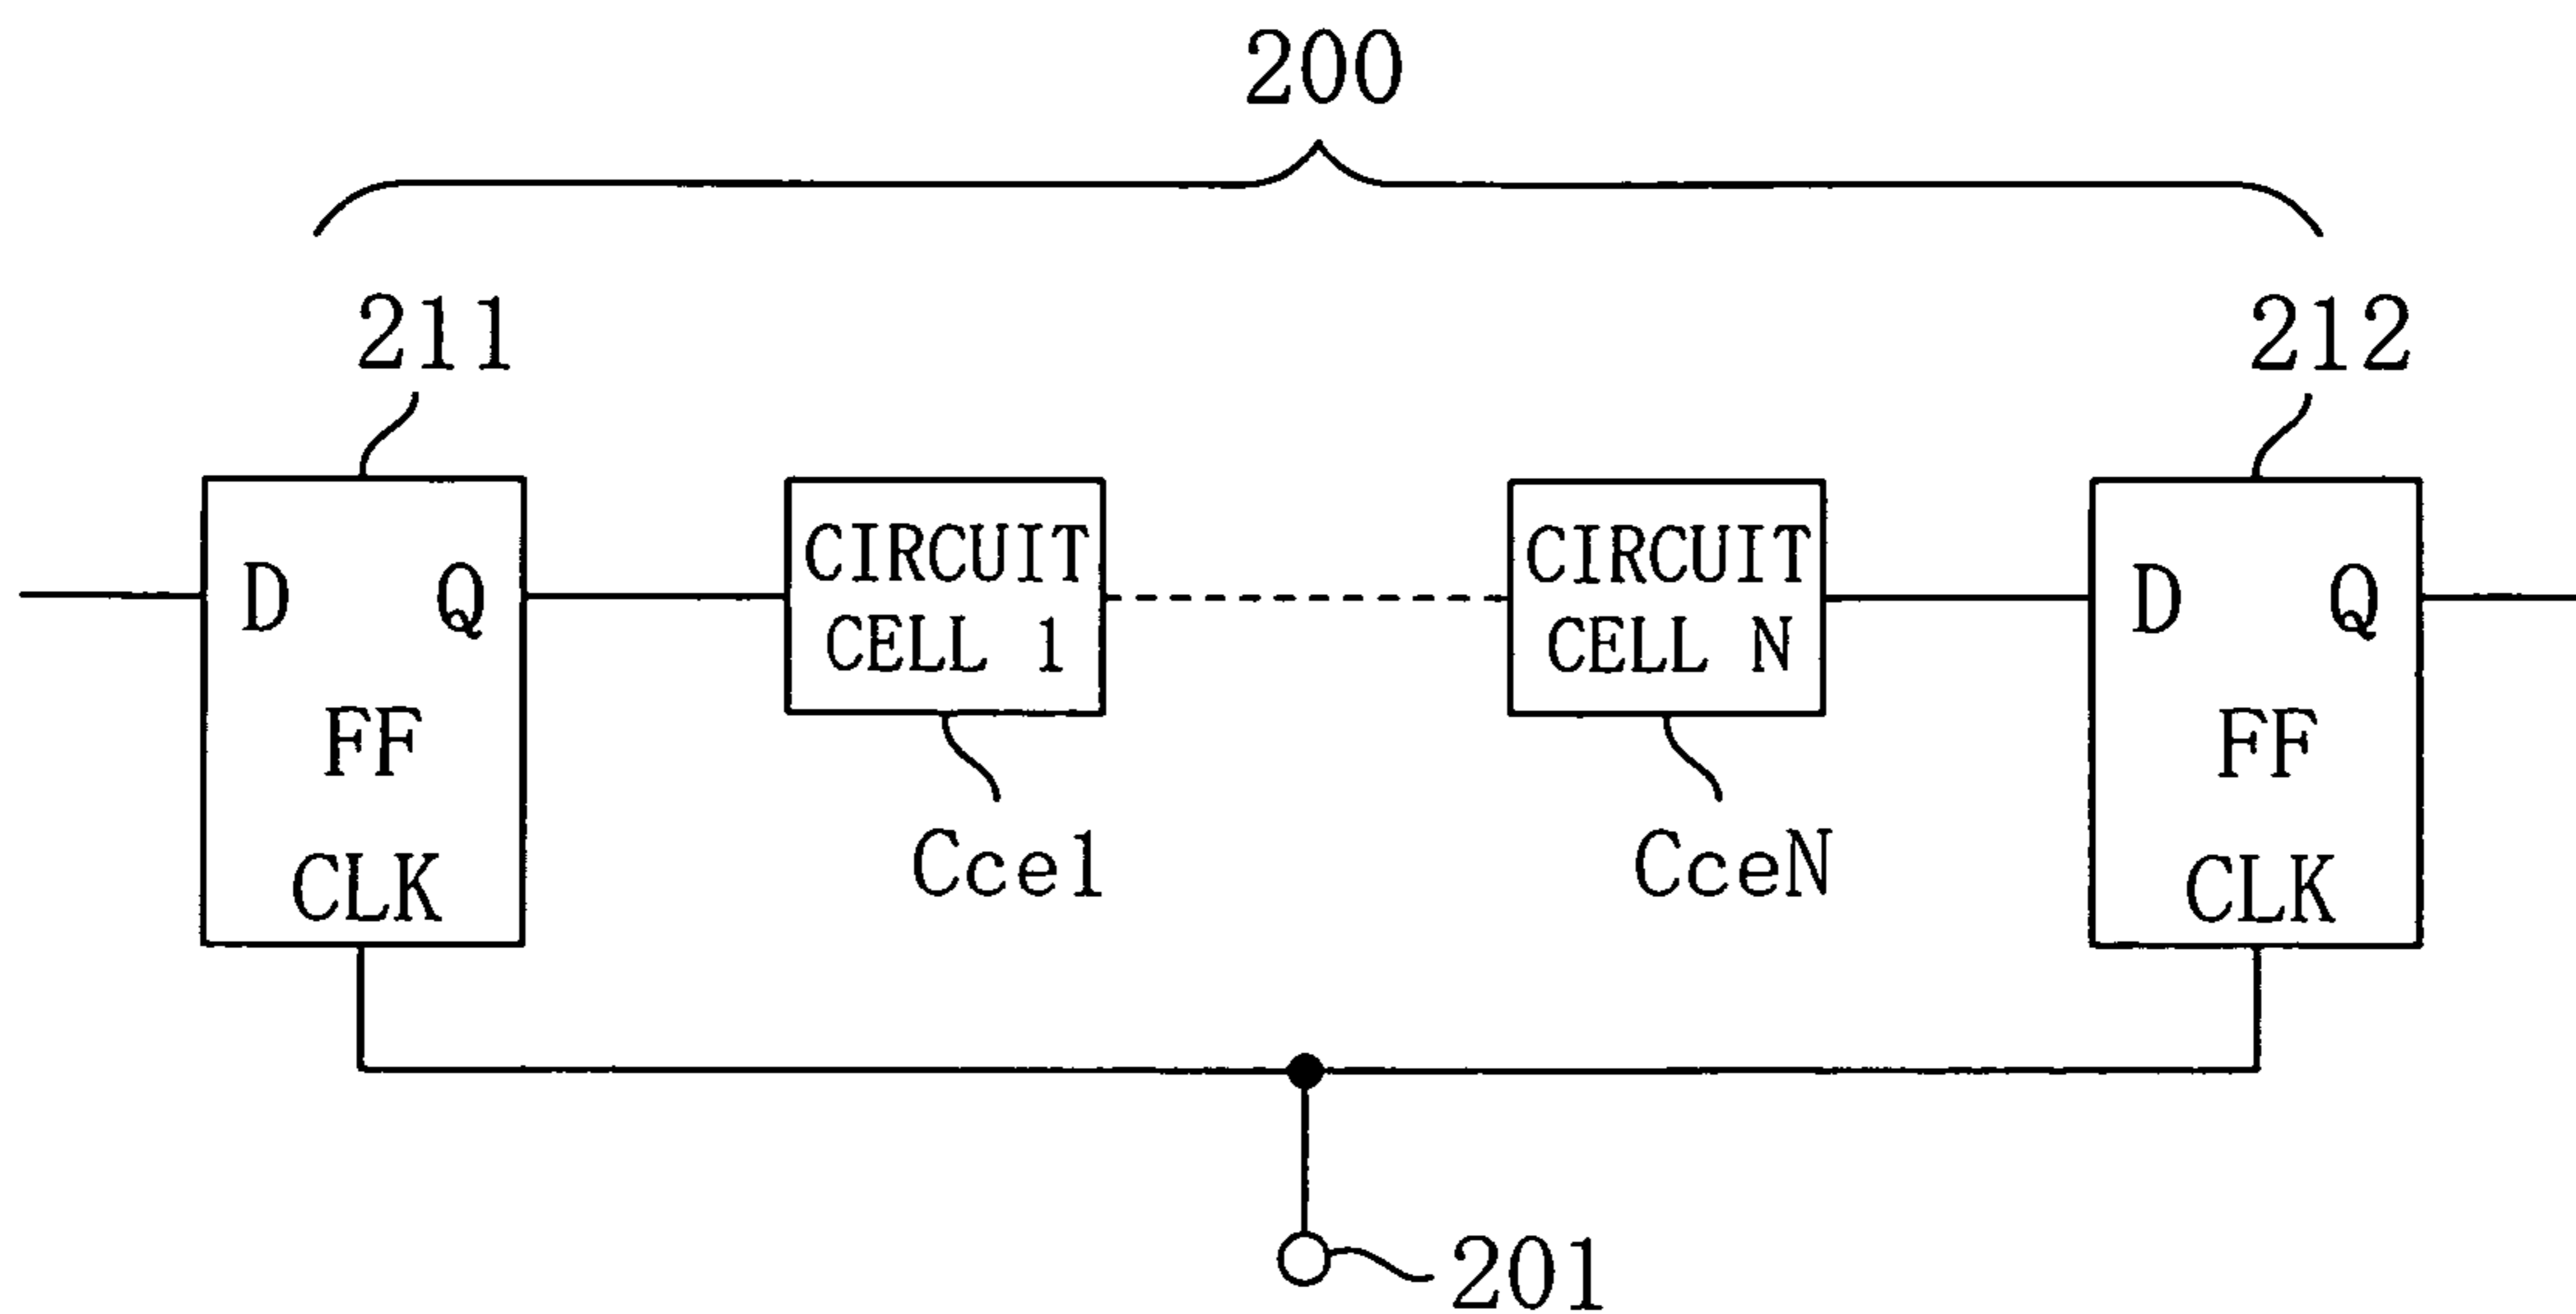 200
211
212
D Q
FF
CLK
CIRCUIT
CELL 1
CIRCUIT
CELL N
D Q
FF
CLK
Cce1
CceN
201